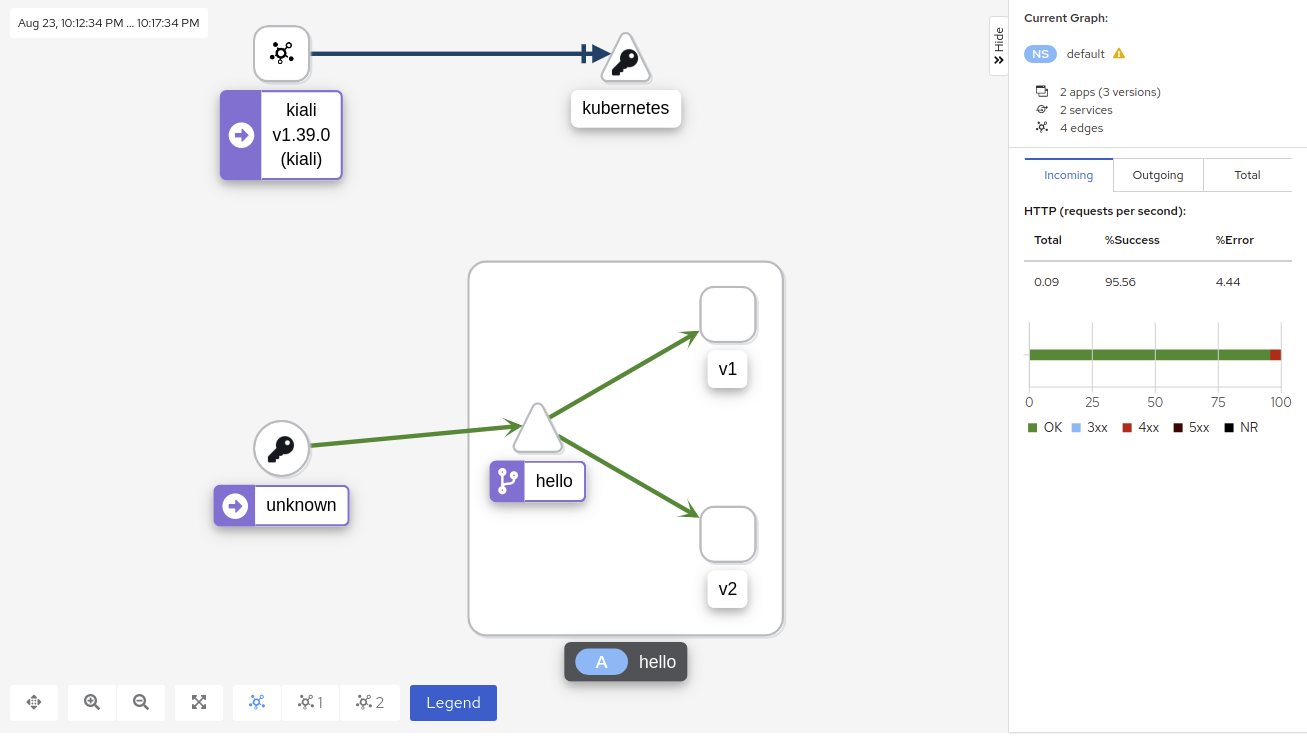 Aug 23, 10:12:34 PM ... 10:17:34 PM
kiali
v1.39.0
(kiali)
kubernetes
v1
hello
unknown
v2
A hello
1
2
Legend
Hide
Current Graph:
NS default
2 apps (3 versions)
2 services
4 edges
Incoming Outgoing Total
HTTP (requests per second):
Total %Success %Error
0.09 95.56 4.44
0 25 50 75 100
OK 3xx 4xx 5xx NR